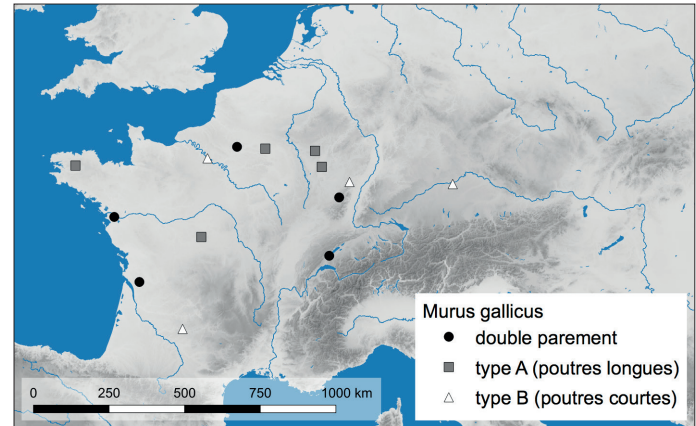 Murus gallicus
double parement
type A (poutres longues)
type B (poutres courtes)
0 250 500 750 1000 km